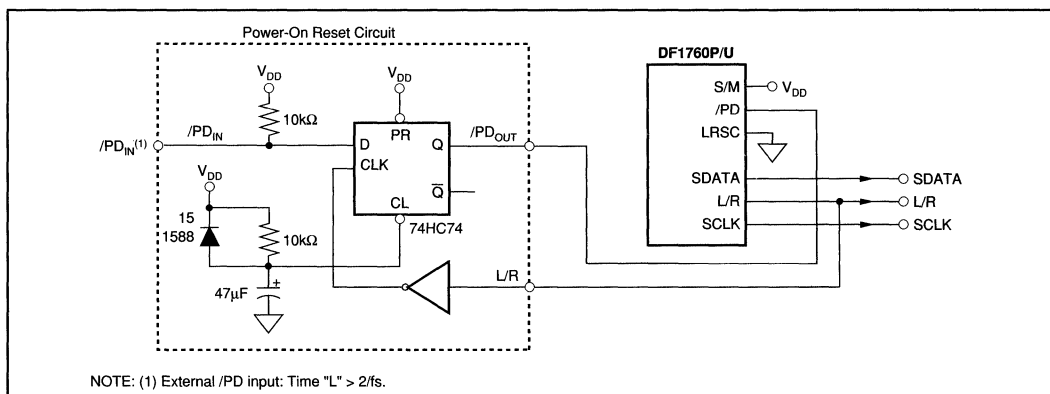 Power-On Reset Circuit
DF1760P/U
V_DD
V_DD
S/M
V_DD
/PD
10kΩ
/PD_IN
/PD_IN(1)
D
PR
Q
/PD_OUT
LRSC
CLK
V_DD
Q̅
SDATA
SDATA
CL
L/R
L/R
15
1588
10kΩ
74HC74
SCLK
SCLK
L/R
47µF
+
NOTE: (1) External /PD input: Time "L" > 2/fs.